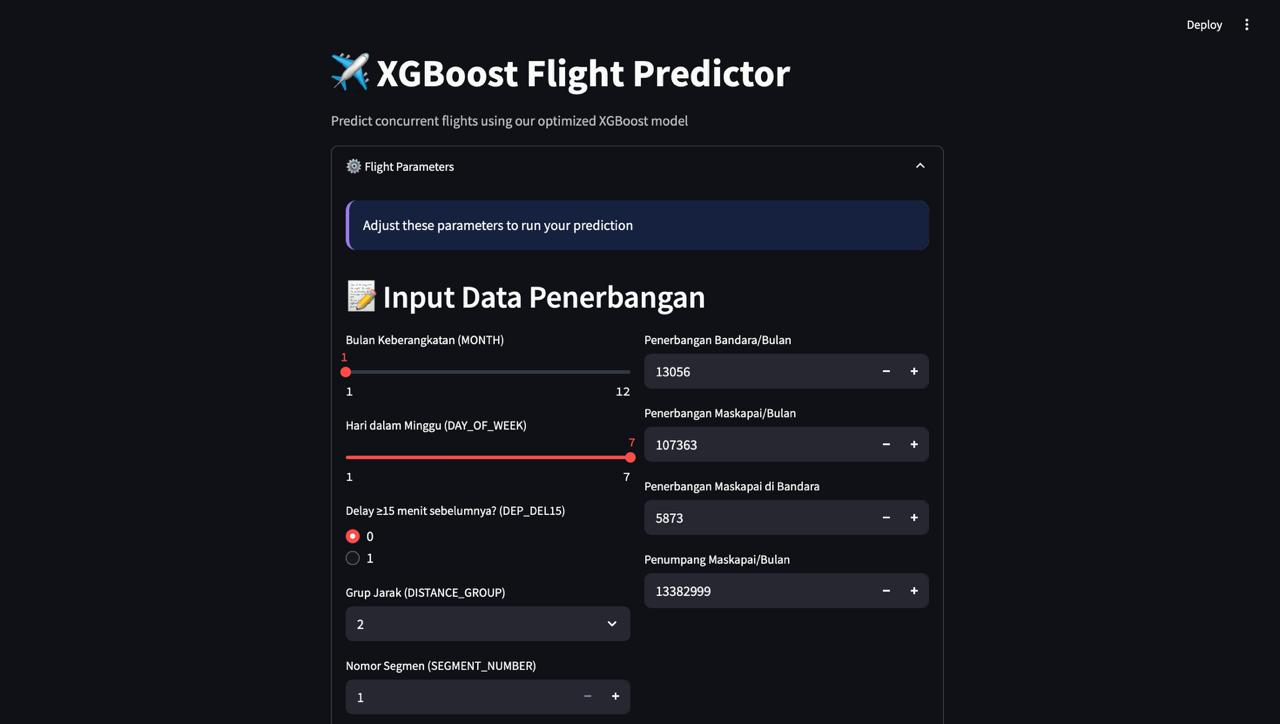 Deploy
XGBoost Flight Predictor
Predict concurrent flights using our optimized XGBoost model
Flight Parameters
Adjust these parameters to run your prediction
Input Data Penerbangan
Bulan Keberangkatan (MONTH)
1
1 12
Hari dalam Minggu (DAY_OF_WEEK)
7
1 7
Delay ≥15 menit sebelumnya? (DEP_DEL15)
0
1
Grup Jarak (DISTANCE_GROUP)
2
Nomor Segmen (SEGMENT_NUMBER)
1
Penerbangan Bandara/Bulan
13056
Penerbangan Maskapai/Bulan
107363
Penerbangan Maskapai di Bandara
5873
Penumpang Maskapai/Bulan
13382999